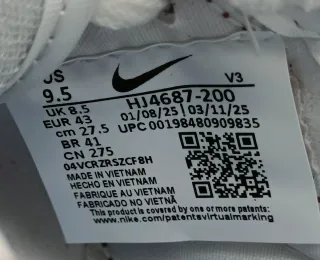 US
9.5
V3
UK 8.5
HJ4687-200
EUR 43
01/08/25 | 03/11/25
cm 27.5
UPC 00198480909835
BR 41
CN 275
04VCRZRSZCF8H
MADE IN VIETNAM
HECHO EN VIETNAM
FABRIQUE AU VIETNAM
FABRICADO NO VIETNÃ
This product is covered by one or more patents:
www.nike.com/patentsvirtualmarking